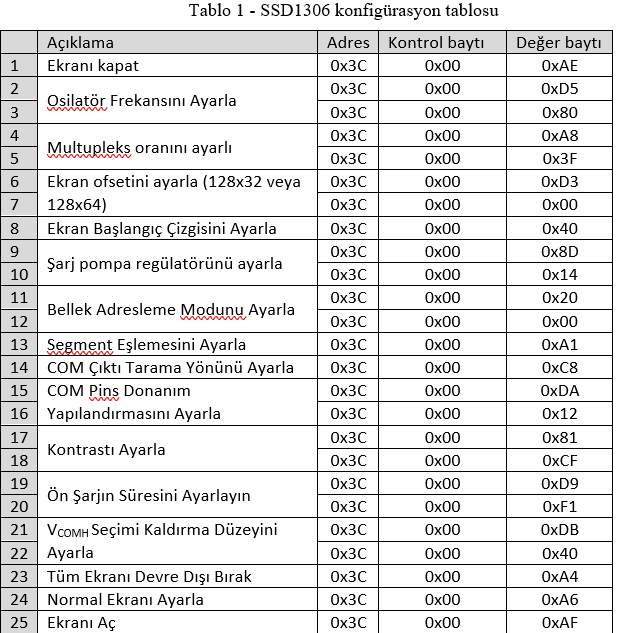 Tablo 1 - SSD1306 konfigürasyon tablosu
Açıklama Adres Kontrol baytı Değer baytı
1 Ekranı kapat 0x3C 0x00 0xAE
2 Osilatör Frekansını Ayarla 0x3C 0x00 0xD5
3 0x3C 0x00 0x80
4 Multupleks oranını ayarlı 0x3C 0x00 0xA8
5 0x3C 0x00 0x3F
6 Ekran ofsetini ayarla (128x32 veya 0x3C 0x00 0xD3
7 128x64) 0x3C 0x00 0x00
8 Ekran Başlangıç Çizgisini Ayarla 0x3C 0x00 0x40
9 Şarj pompa regülatörünü ayarla 0x3C 0x00 0x8D
10 0x3C 0x00 0x14
11 Bellek Adresleme Modunu Ayarla 0x3C 0x00 0x20
12 0x3C 0x00 0x00
13 Segment Eşlemesini Ayarla 0x3C 0x00 0xA1
14 COM Çıktı Tarama Yönünü Ayarla 0x3C 0x00 0xC8
15 COM Pins Donanım 0x3C 0x00 0xDA
16 Yapılandırmasını Ayarla 0x3C 0x00 0x12
17 Kontrastı Ayarla 0x3C 0x00 0x81
18 0x3C 0x00 0xCF
19 Ön Şarjın Süresini Ayarlayın 0x3C 0x00 0xD9
20 0x3C 0x00 0xF1
21 VCOMH Seçimi Kaldırma Düzeyini 0x3C 0x00 0xDB
22 Ayarla 0x3C 0x00 0x40
23 Tüm Ekranı Devre Dışı Bırak 0x3C 0x00 0xA4
24 Normal Ekranı Ayarla 0x3C 0x00 0xA6
25 Ekranı Aç 0x3C 0x00 0xAF